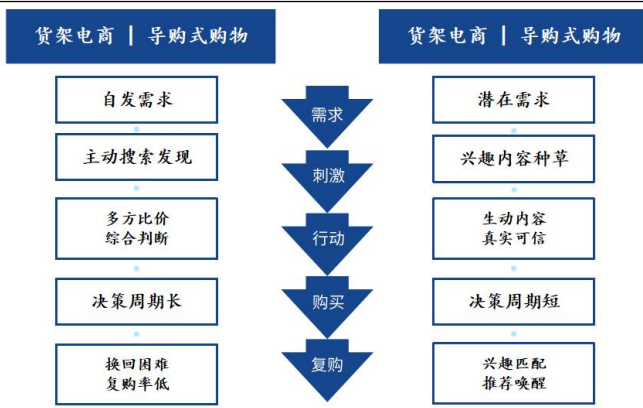 货架电商 | 导购式购物
货架电商 | 导购式购物
自发需求
需求
潜在需求
主动搜索发现
刺激
兴趣内容种草
多方比价
综合判断
行动
生动内容
真实可信
决策周期长
购买
决策周期短
换回困难
复购率低
复购
兴趣匹配
推荐唤醒